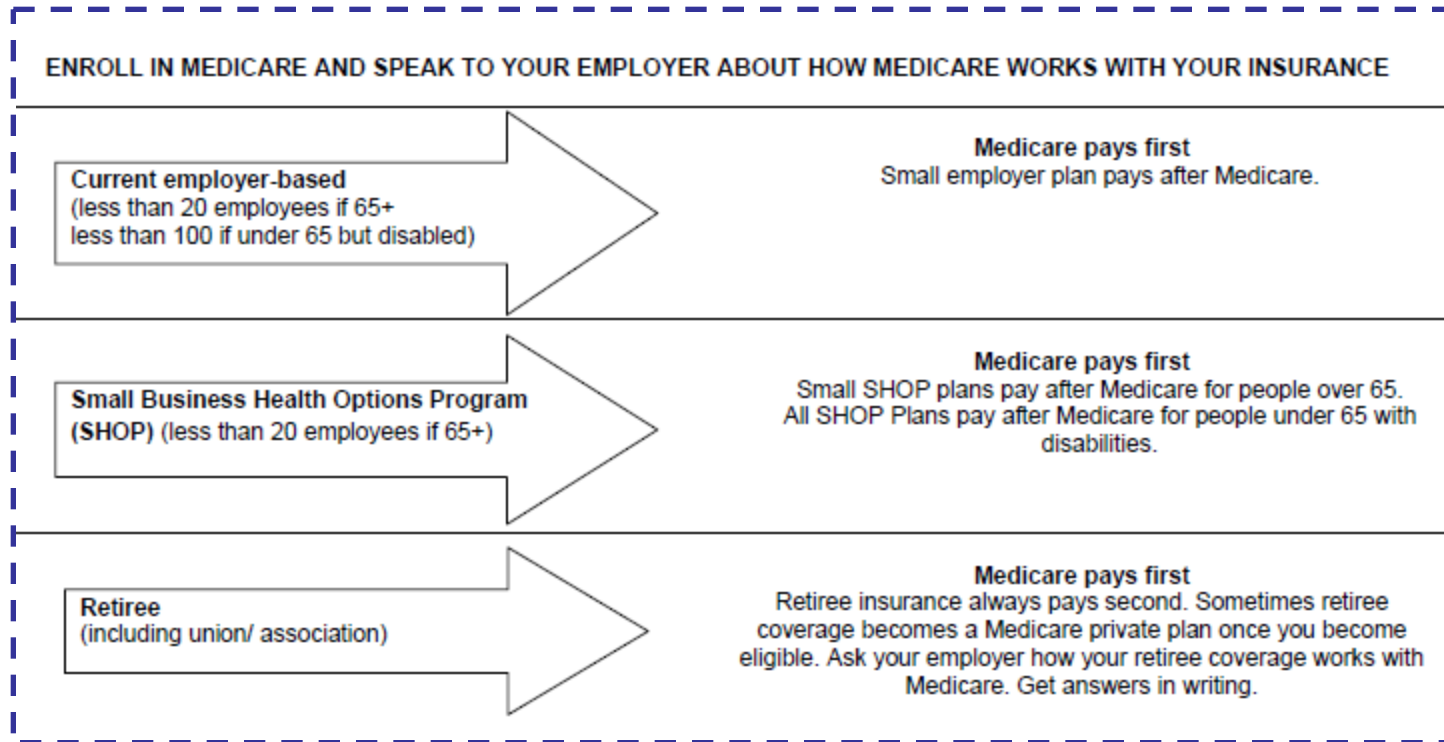 ENROLL IN MEDICARE AND SPEAK TO YOUR EMPLOYER ABOUT HOW MEDICARE WORKS WITH YOUR INSURANCE
Current employer-based
(less than 20 employees if 65+
less than 100 if under 65 but disabled)
Medicare pays first
Small employer plan pays after Medicare.
Small Business Health Options Program
(SHOP) (less than 20 employees if 65+)
Medicare pays first
Small SHOP plans pay after Medicare for people over 65.
All SHOP Plans pay after Medicare for people under 65 with
disabilities.
Retiree
(including union/ association)
Medicare pays first
Retiree insurance always pays second. Sometimes retiree
coverage becomes a Medicare private plan once you become
eligible. Ask your employer how your retiree coverage works with
Medicare. Get answers in writing.